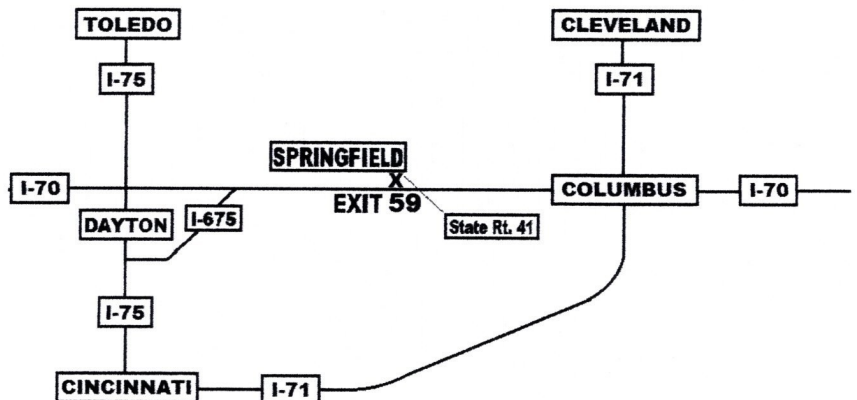 TOLEDO
CLEVELAND
I-75
I-71
SPRINGFIELD
X
I-70
COLUMBUS
I-70
EXIT 59
DAYTON
I-675
State Rt. 41
I-75
CINCINNATI
I-71